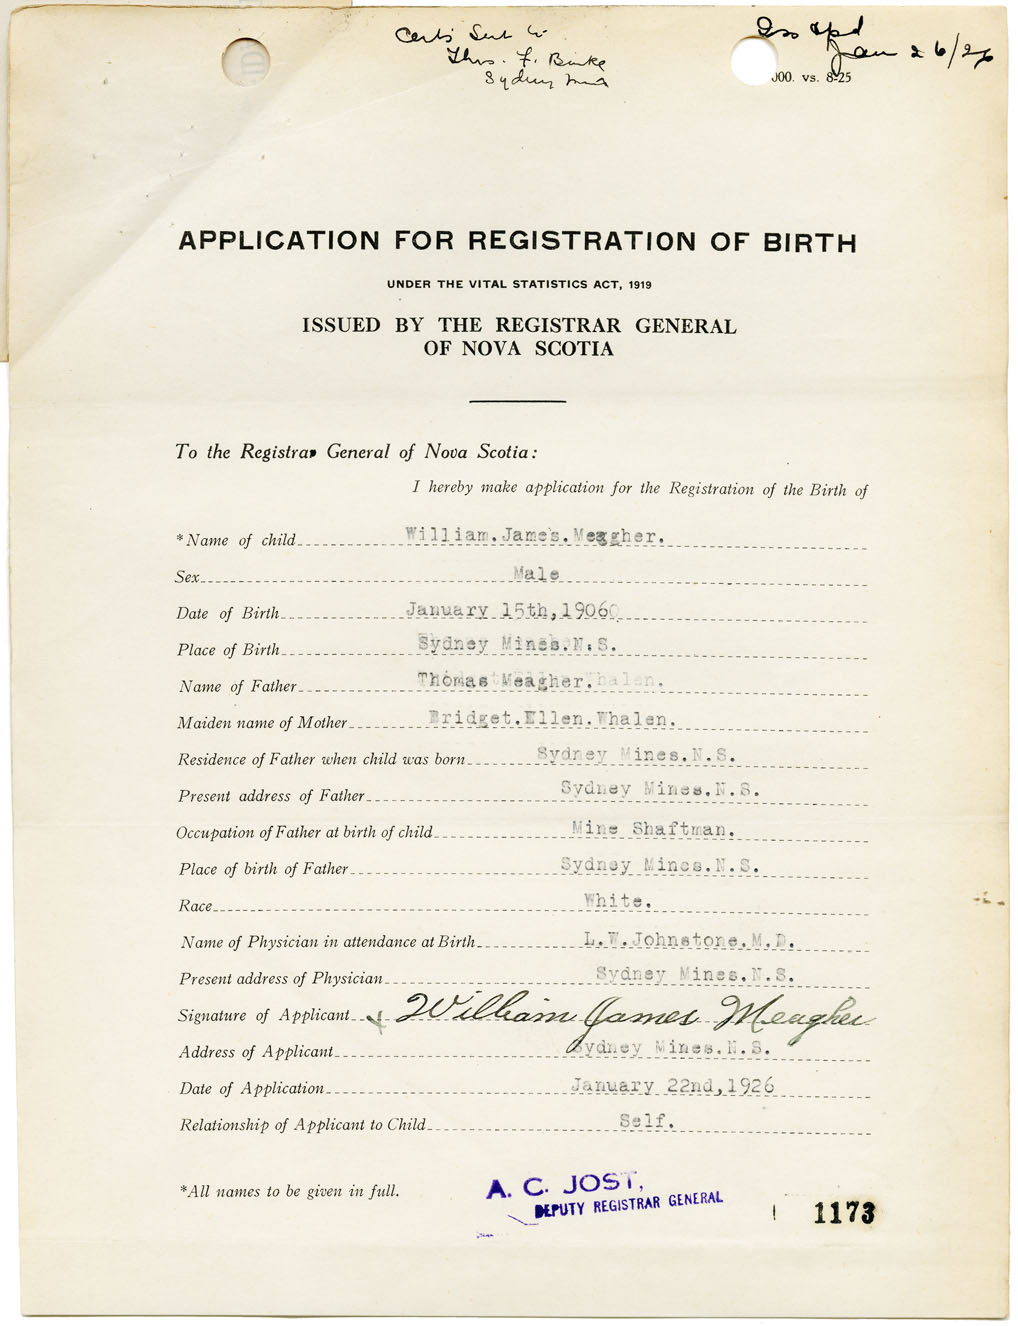 Certs Sent to
Thos. F. Burke
Sydney Mines
Jan 26/26
000. vs. 8-25
APPLICATION FOR REGISTRATION OF BIRTH
UNDER THE VITAL STATISTICS ACT, 1919
ISSUED BY THE REGISTRAR GENERAL
OF NOVA SCOTIA
To the Registrar General of Nova Scotia:
I hereby make application for the Registration of the Birth of
*Name of child William.James.Meagher.
Sex Male
Date of Birth January 15th,1906
Place of Birth Sydney Mines.N.S.
Name of Father Thomas Meagher.
Maiden name of Mother Bridget.Ellen.Whalen.
Residence of Father when child was born Sydney Mines.N.S.
Present address of Father Sydney Mines.N.S.
Occupation of Father at birth of child Mine Shaftman.
Place of birth of Father Sydney Mines.N.S.
Race White.
Name of Physician in attendance at Birth L.W.Johnstone.M.D.
Present address of Physician Sydney Mines.N.S.
Signature of Applicant x William James Meagher
Address of Applicant Sydney Mines.N.S.
Date of Application January 22nd,1926
Relationship of Applicant to Child Self.
*All names to be given in full.
A. C. JOST,
DEPUTY REGISTRAR GENERAL
1173